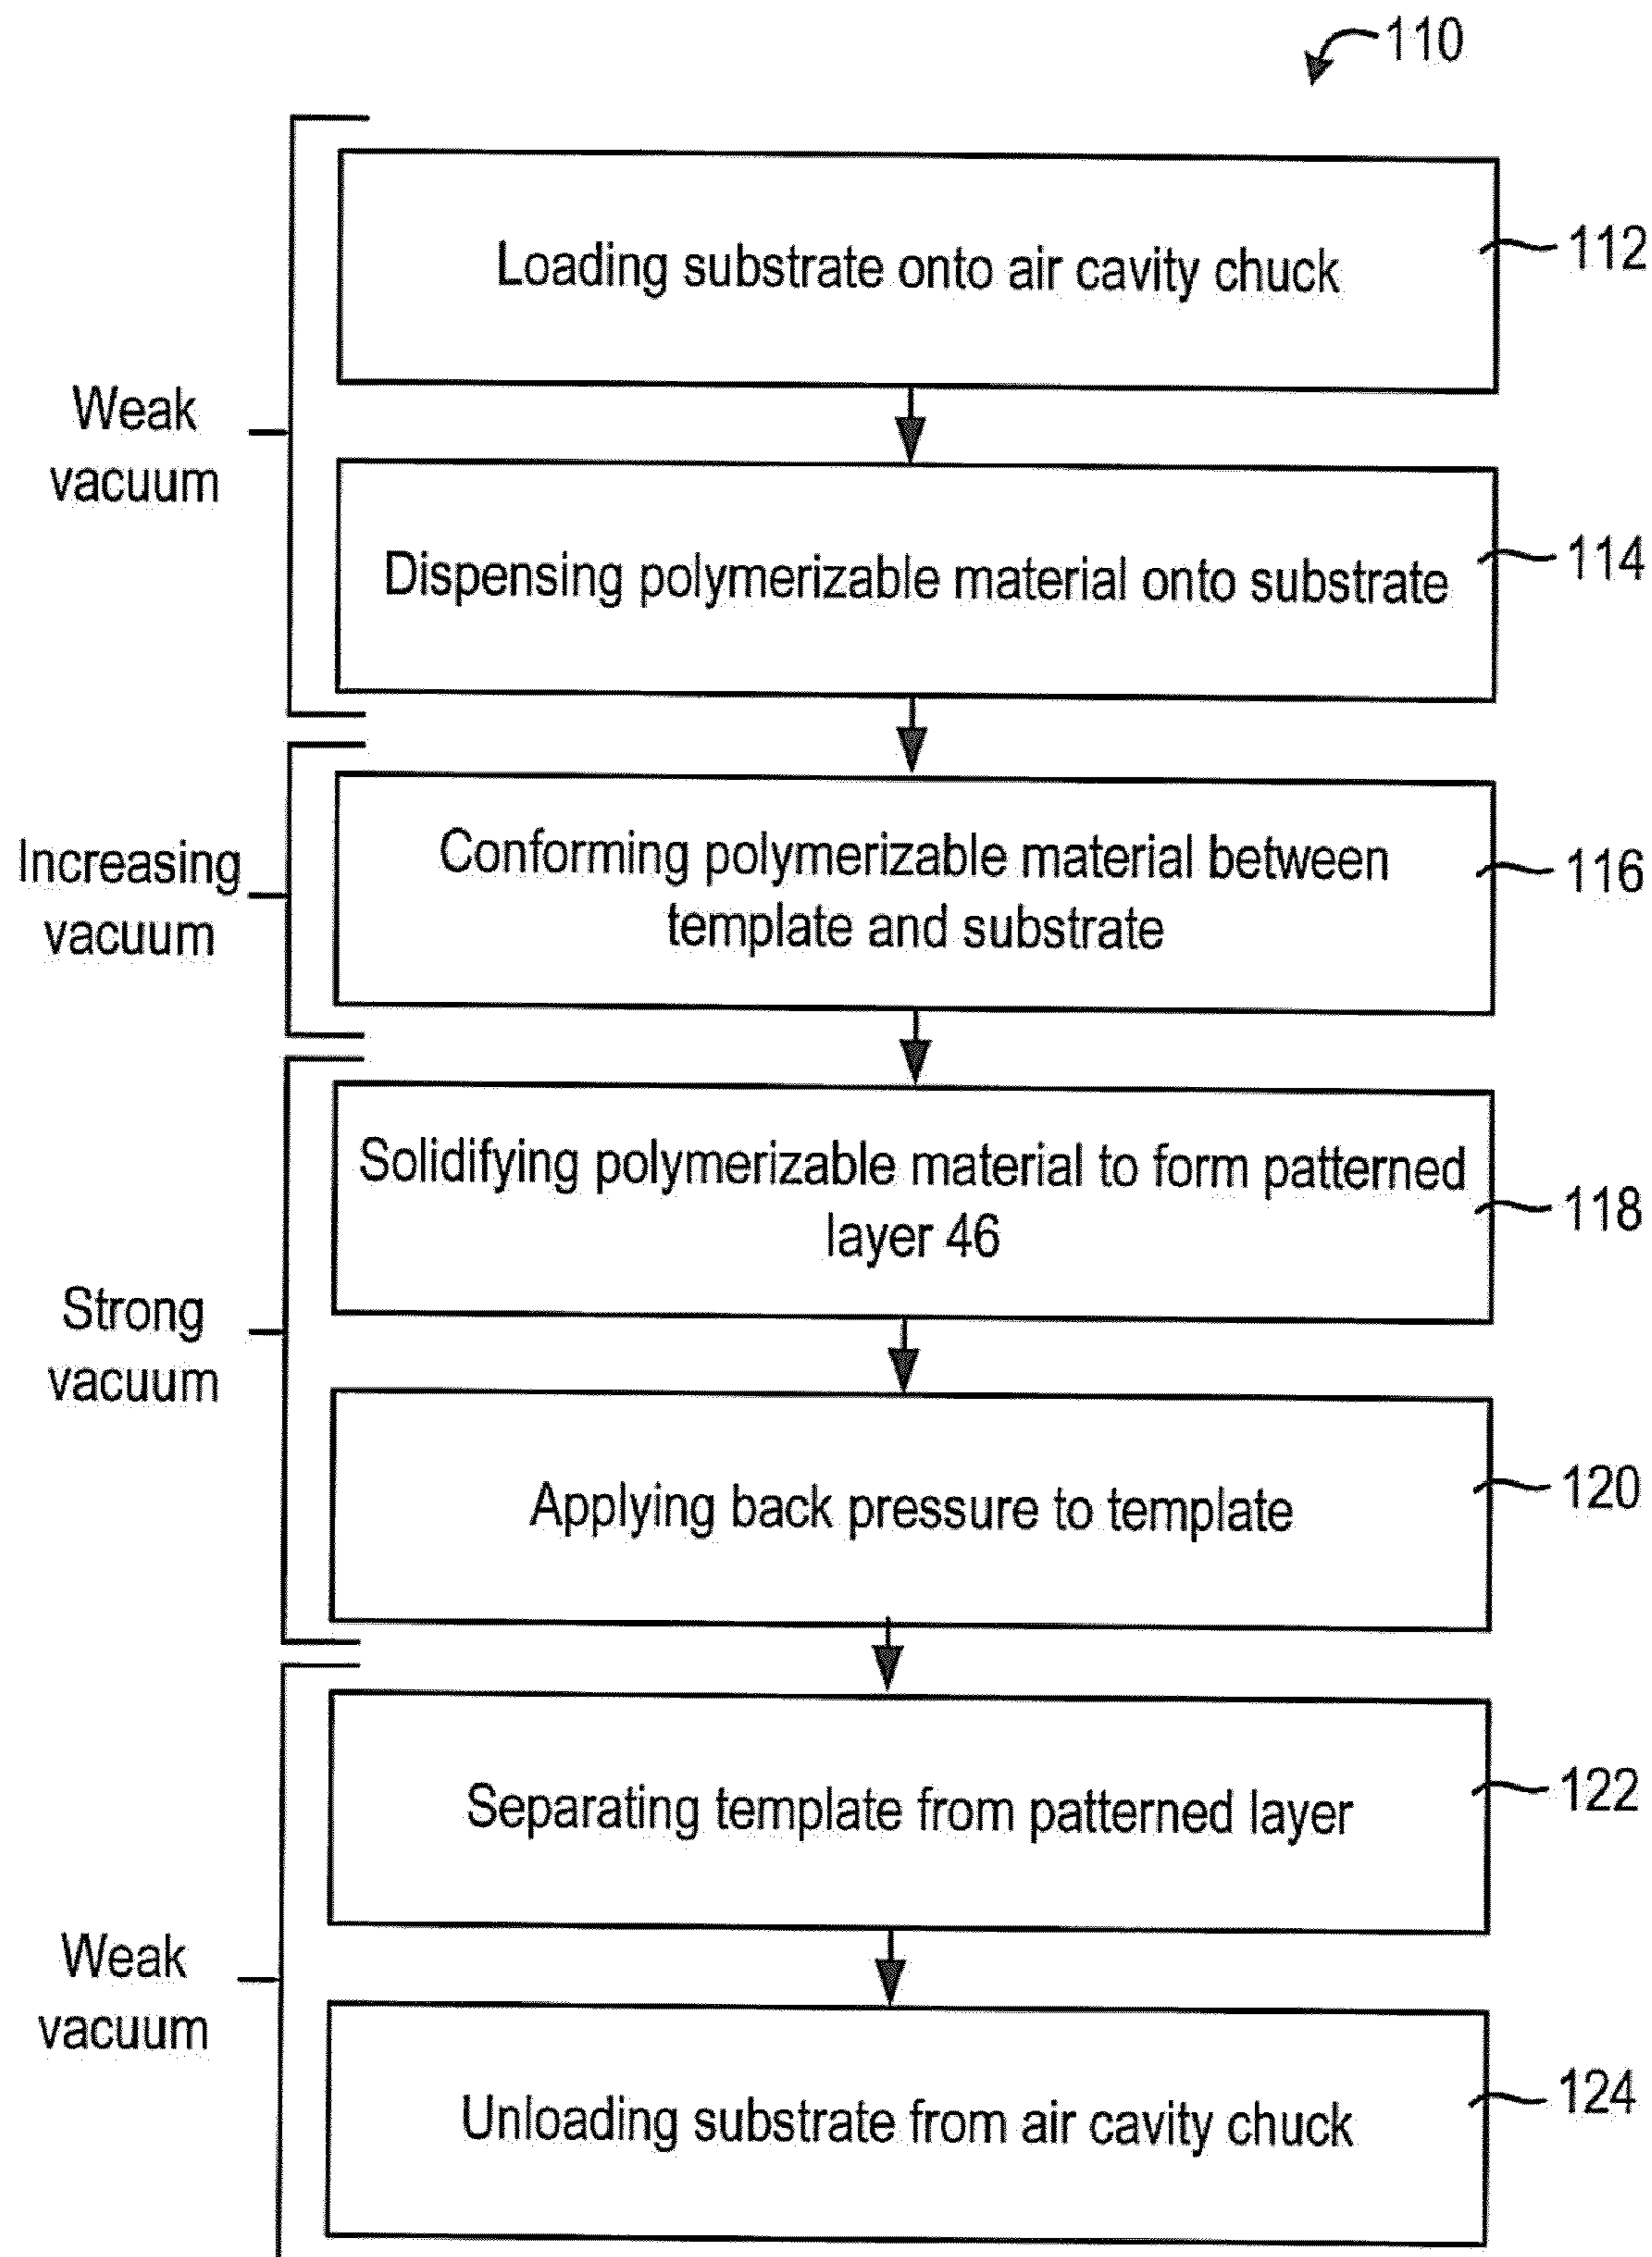 110
Loading substrate onto air cavity chuck
112
Weak
vacuum
Dispensing polymerizable material onto substrate
114
Increasing
vacuum
Conforming polymerizable material between
template and substrate
116
Strong
vacuum
Solidifying polymerizable material to form patterned
layer 46
118
Applying back pressure to template
120
Separating template from patterned layer
122
Weak
vacuum
Unloading substrate from air cavity chuck
124